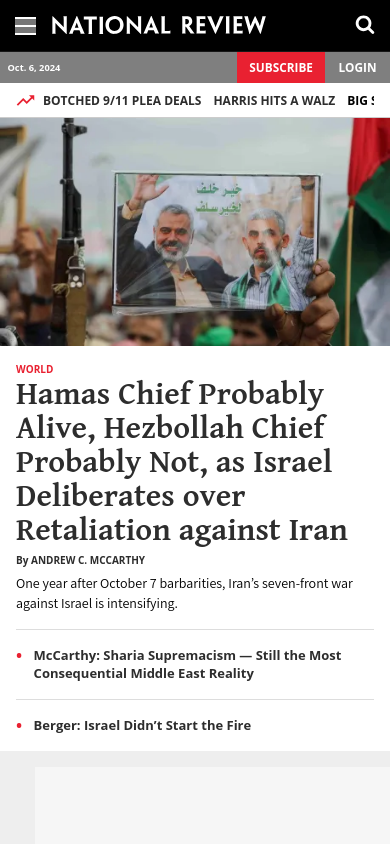 NATIONAL REVIEW
Oct. 6, 2024
SUBSCRIBE
LOGIN
BOTCHED 9/11 PLEA DEALS HARRIS HITS A WALZ BIG
خير خلف
لخير سلف
WORLD
Hamas Chief Probably
Alive, Hezbollah Chief
Probably Not, as Israel
Deliberates over
Retaliation against Iran
By ANDREW C. MCCARTHY
One year after October 7 barbarities, Iran’s seven-front war
against Israel is intensifying.
McCarthy: Sharia Supremacism — Still the Most
Consequential Middle East Reality
Berger: Israel Didn’t Start the Fire